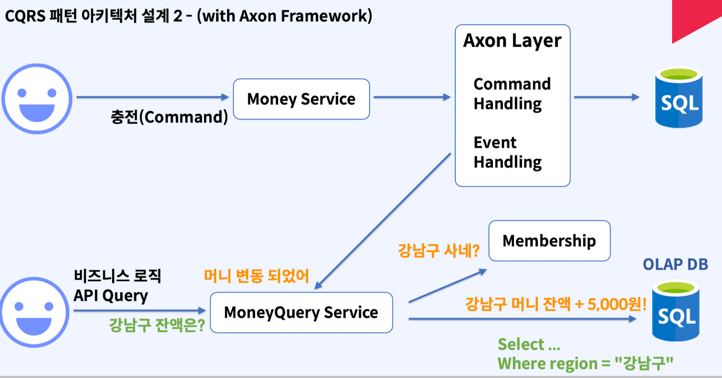 CQRS 패턴 아키텍처 설계 2 - (with Axon Framework)
Axon Layer
Command
Handling
Event
Handling
Money Service
충전(Command)
SQL
비즈니스 로직
API Query
머니 변동 되었어
강남구 사네?
Membership
OLAP DB
강남구 잔액은?
MoneyQuery Service
강남구 머니 잔액 + 5,000원!
SQL
Select ...
Where region = "강남구"